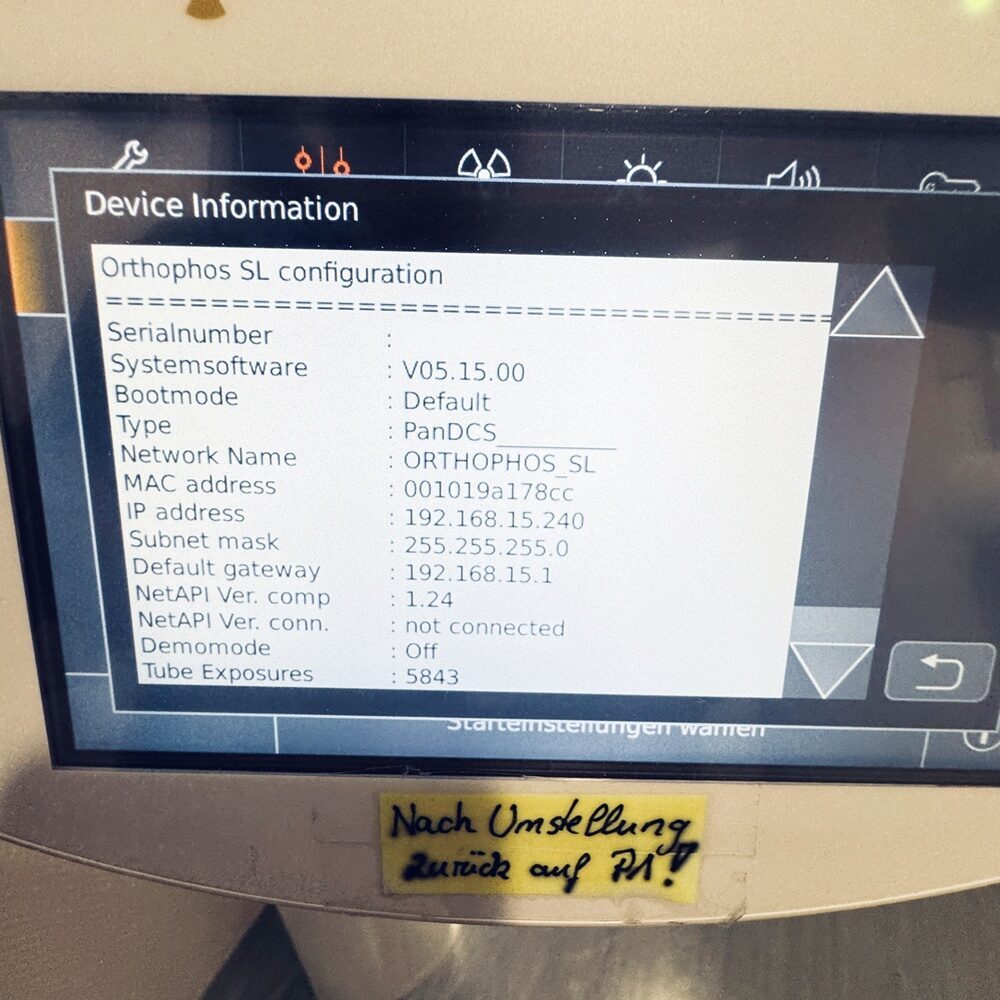 Device Information
Orthophos SL configuration
=====================================
Serialnumber :
Systemsoftware : V05.15.00
Bootmode : Default
Type : PanDCS__________
Network Name : ORTHOPHOS_SL
MAC address : 001019a178cc
IP address : 192.168.15.240
Subnet mask : 255.255.255.0
Default gateway : 192.168.15.1
NetAPI Ver. comp : 1.24
NetAPI Ver. conn. : not connected
Demomode : Off
Tube Exposures : 5843
Starteinstellungen wählen
Nach Umstellung
zurück auf P1!